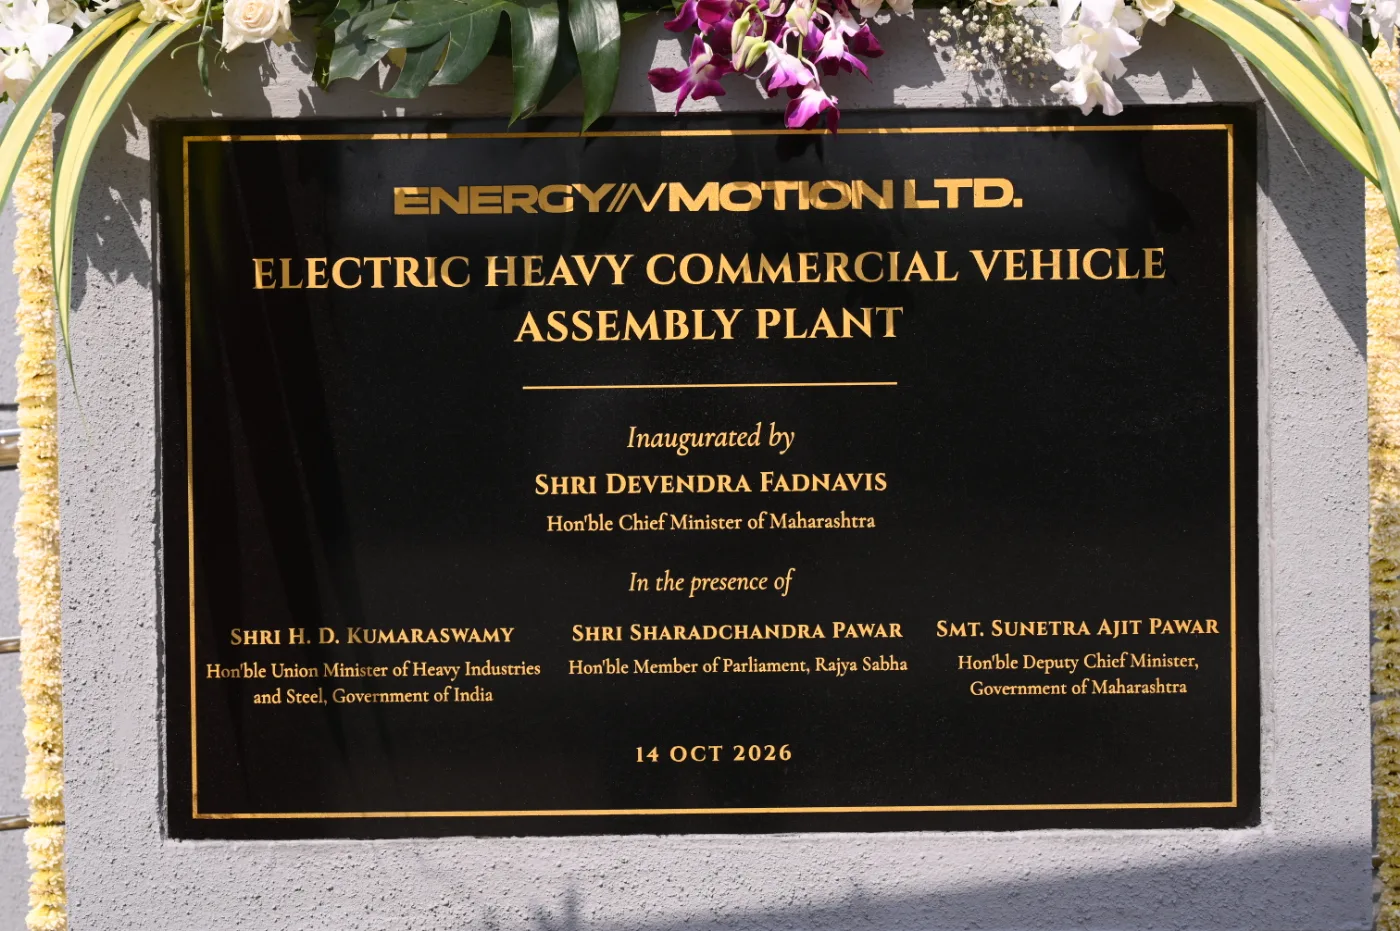 ENERGYINMOTION LTD.
ELECTRIC HEAVY COMMERCIAL VEHICLE
ASSEMBLY PLANT
Inaugurated by
SHRI DEVENDRA FADNAVIS
Hon'ble Chief Minister of Maharashtra
In the presence of
SHRI H. D. KUMARASWAMY
Hon'ble Union Minister of Heavy Industries
and Steel, Government of India
SHRI SHARADCHANDRA PAWAR
Hon'ble Member of Parliament, Rajya Sabha
SMT. SUNETRA AJIT PAWAR
Hon'ble Deputy Chief Minister,
Government of Maharashtra
14 OCT 2026